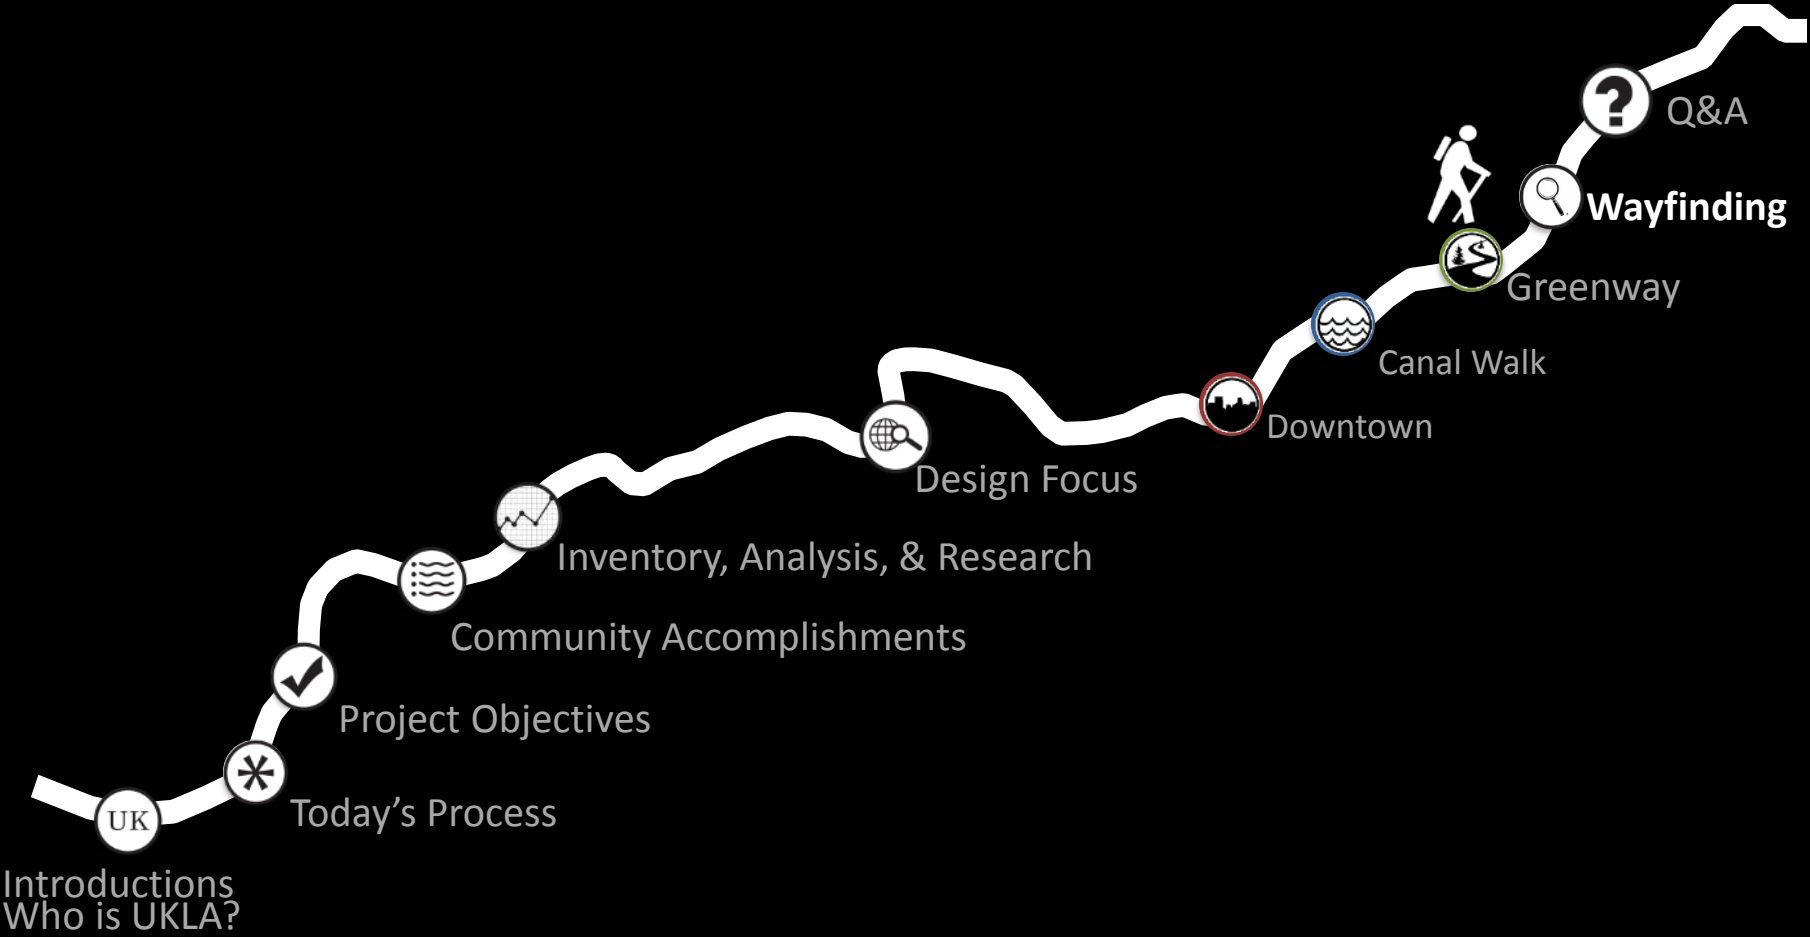 Q&A
Wayfinding
Greenway
Canal Walk
Downtown
Design Focus
Inventory, Analysis, & Research
Community Accomplishments
Project Objectives
Today’s Process
UK
Introductions
Who is UKLA?